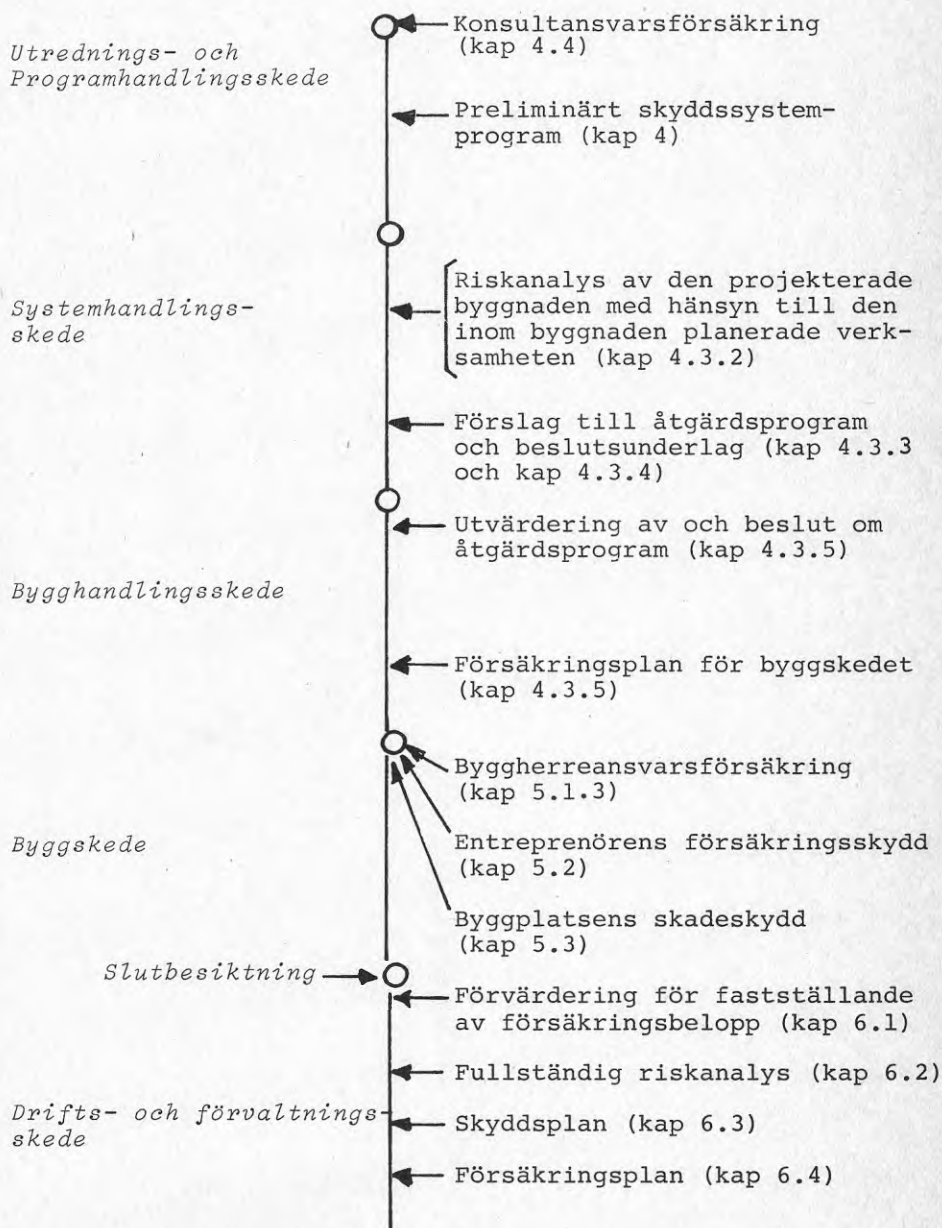 Konsultansvarsförsäkring
(kap 4.4)
Utrednings- och
Programhandlingsskede
Preliminärt skyddssystem-
program (kap 4)
Systemhandlings-
skede
Riskanalys av den projekterade
byggnaden med hänsyn till den
inom byggnaden planerade verk-
samheten (kap 4.3.2)
Förslag till åtgärdsprogram
och beslutsunderlag (kap 4.3.3
och kap 4.3.4)
Utvärdering av och beslut om
åtgärdsprogram (kap 4.3.5)
Bygghandlingsskede
Försäkringsplan för byggskedet
(kap 4.3.5)
Byggherreansvarsförsäkring
(kap 5.1.3)
Byggskede
Entreprenörens försäkringsskydd
(kap 5.2)
Byggplatsens skadeskydd
(kap 5.3)
Slutbesiktning
Förvärdering för fastställande
av försäkringsbelopp (kap 6.1)
Fullständig riskanalys (kap 6.2)
Drifts- och förvaltnings-
skede
Skyddsplan (kap 6.3)
Försäkringsplan (kap 6.4)